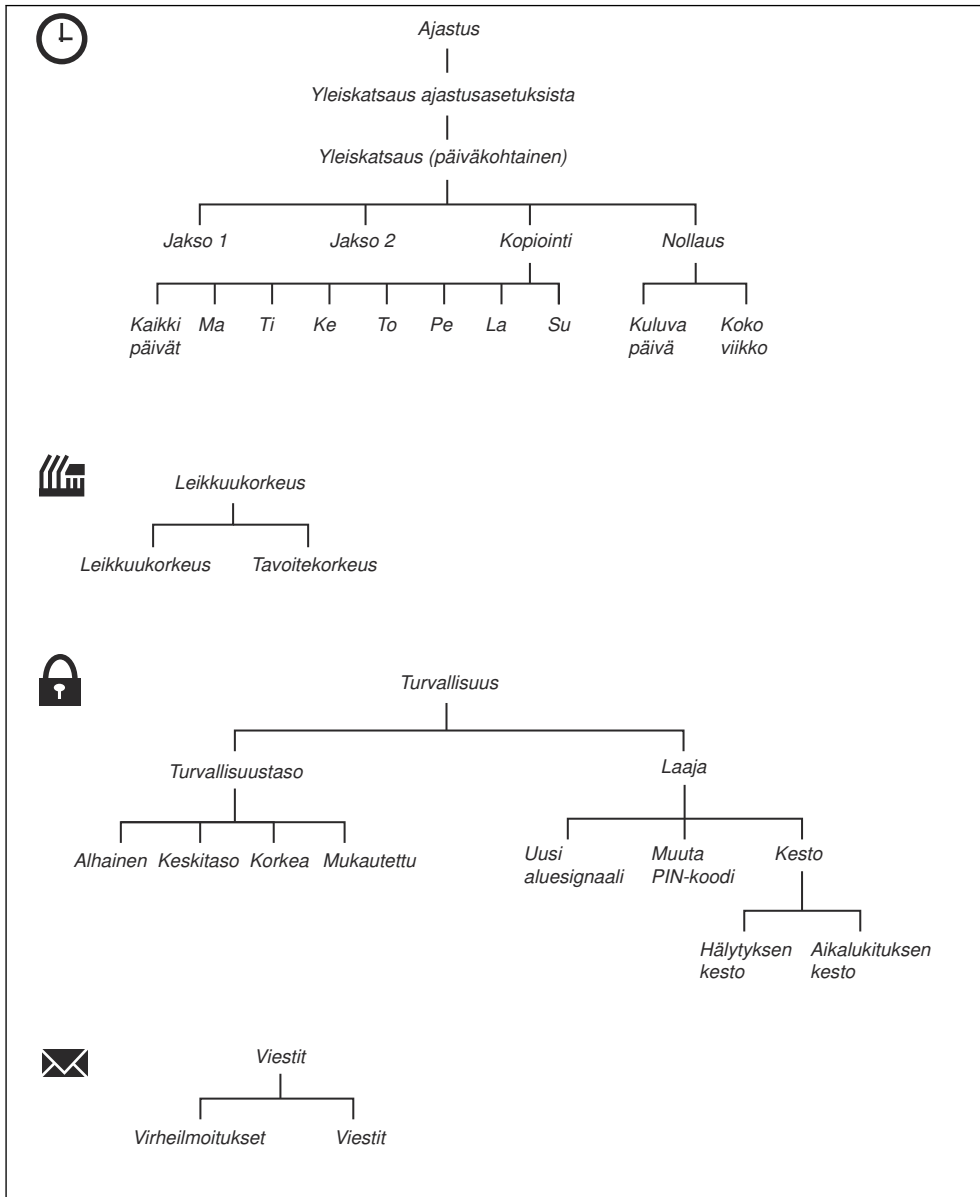 Ajastus
Yleiskatsaus ajastusasetuksista
Yleiskatsaus (päiväkohtainen)
Jakso 1 Jakso 2 Kopiointi Nollaus
Kaikki päivät Ma Ti Ke To Pe La Su Kuluva päivä Koko viikko
Leikkuukorkeus
Leikkuukorkeus Tavoitekorkeus
Turvallisuus
Turvallisuustaso Laaja
Alhainen Keskitaso Korkea Mukautettu Uusi aluesignaali Muuta PIN-koodi Kesto
Hälytyksen kesto Aikalukituksen kesto
Viestit
Virheilmoitukset Viestit